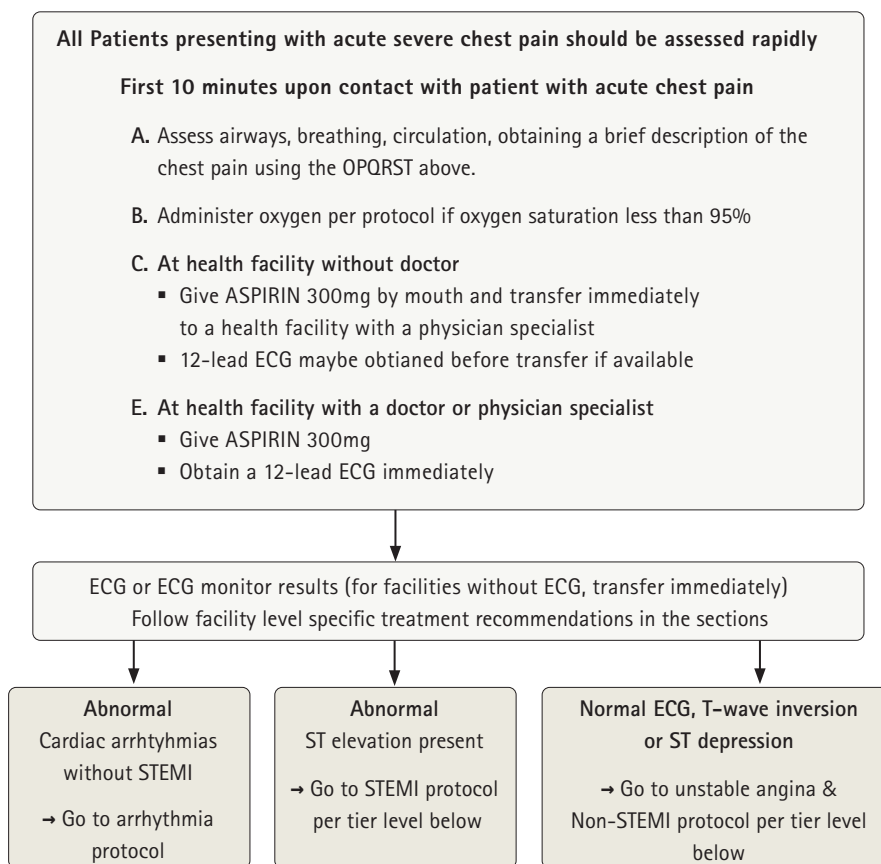 All Patients presenting with acute severe chest pain should be assessed rapidly
First 10 minutes upon contact with patient with acute chest pain
A. Assess airways, breathing, circulation, obtaining a brief description of the
chest pain using the OPQRST above.
B. Administer oxygen per protocol if oxygen saturation less than 95%
C. At health facility without doctor
▪ Give ASPIRIN 300mg by mouth and transfer immediately
to a health facility with a physician specialist
▪ 12-lead ECG maybe obtianed before transfer if available
E. At health facility with a doctor or physician specialist
▪ Give ASPIRIN 300mg
▪ Obtain a 12-lead ECG immediately
ECG or ECG monitor results (for facilities without ECG, transfer immediately)
Follow facility level specific treatment recommendations in the sections
Abnormal
Cardiac arrhtyhmias
without STEMI
→ Go to arrhythmia
protocol
Abnormal
ST elevation present
→ Go to STEMI protocol
per tier level below
Normal ECG, T-wave inversion
or ST depression
→ Go to unstable angina &
Non-STEMI protocol per tier level
below